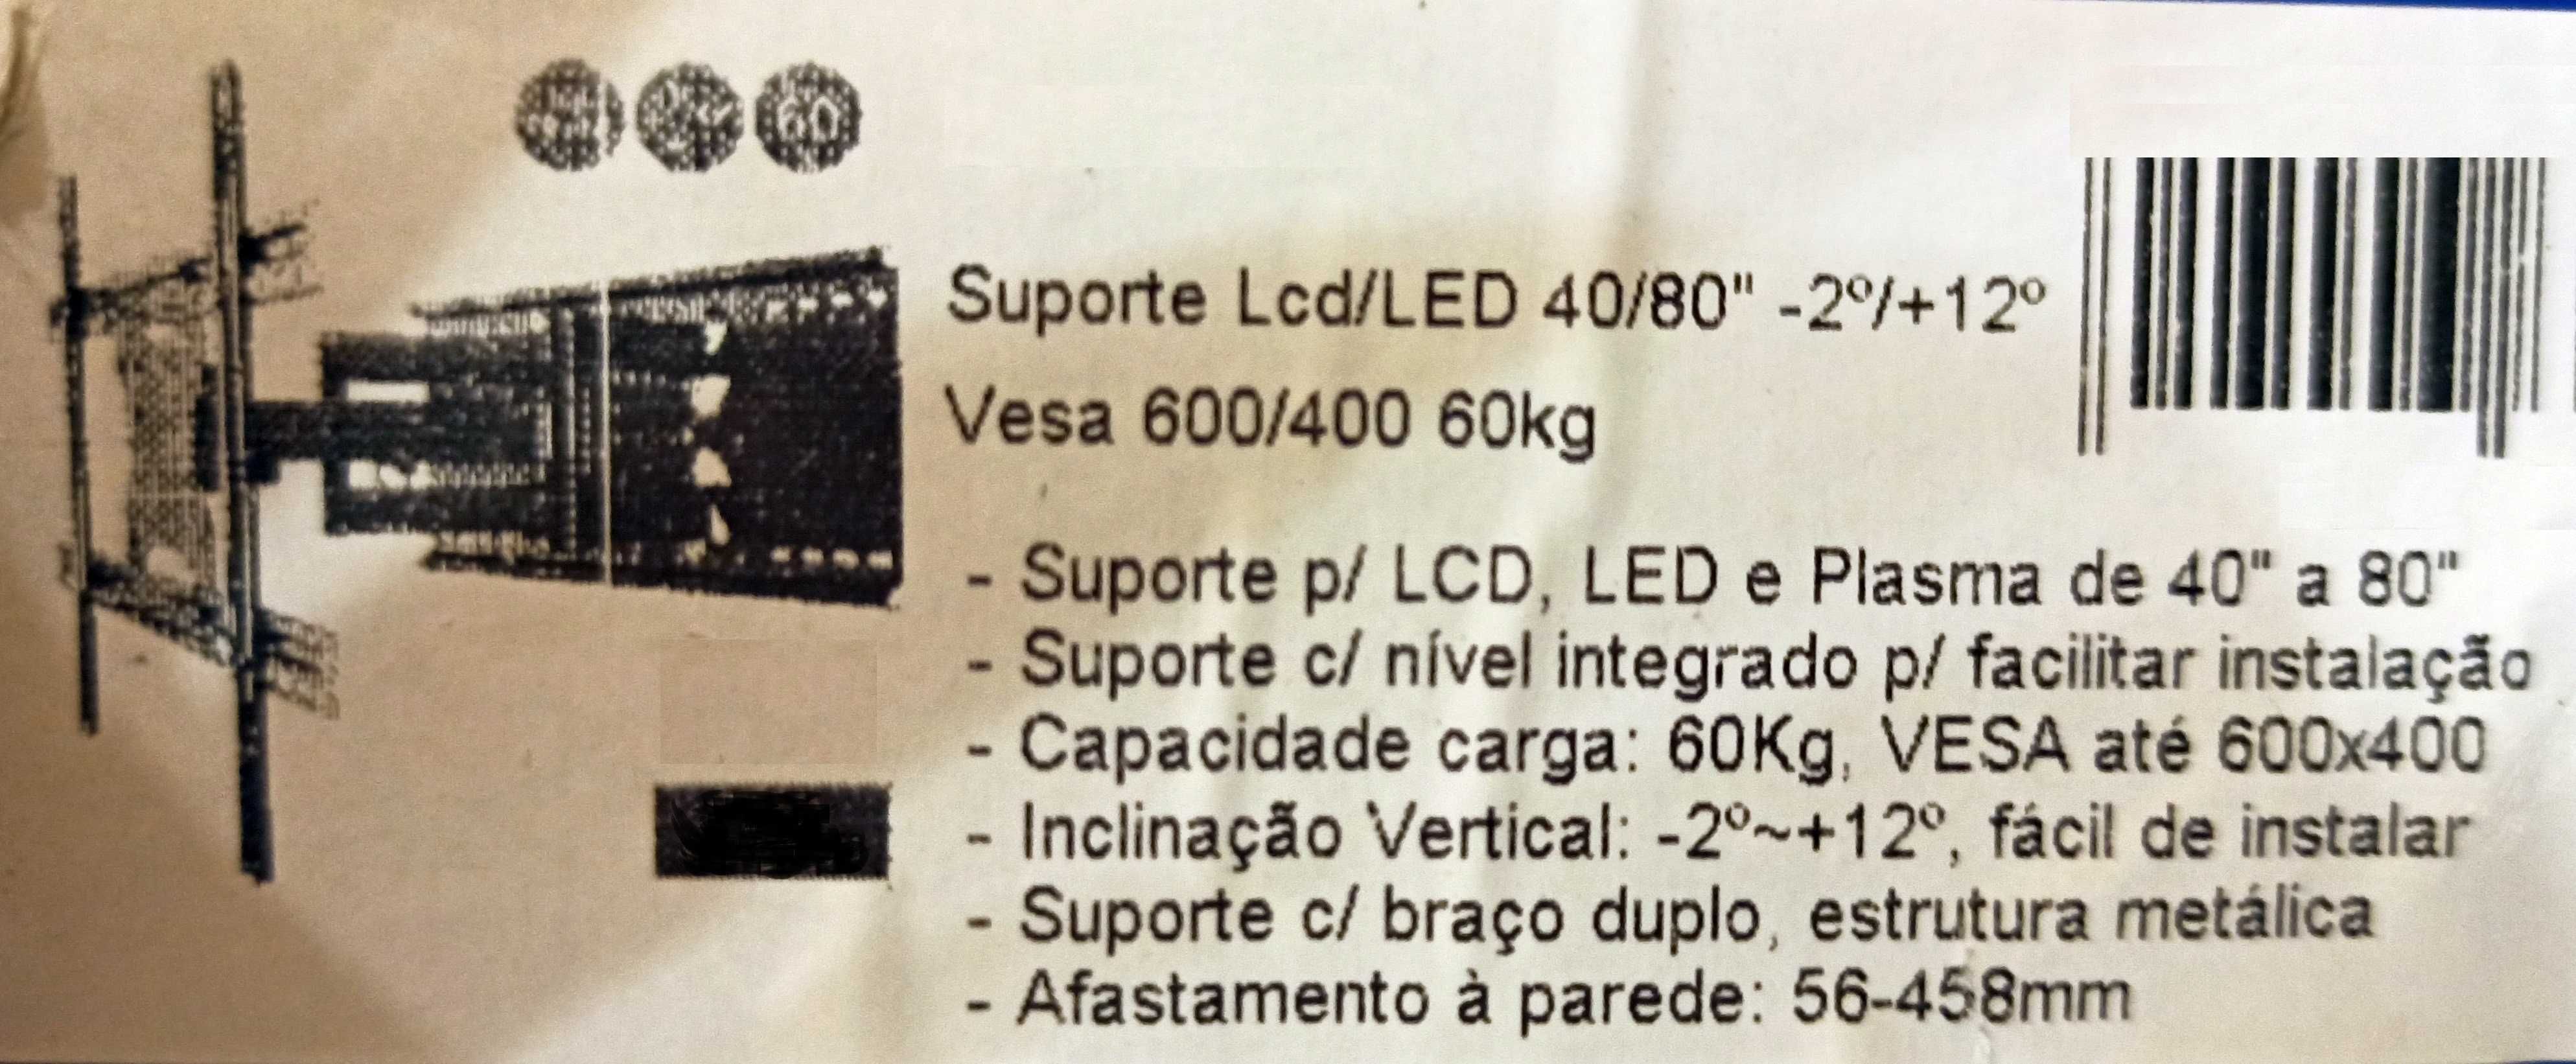 60
Suporte Lcd/LED 40/80" -2º/+12º
Vesa 600/400 60kg
- Suporte p/ LCD, LED e Plasma de 40" a 80"
- Suporte c/ nível integrado p/ facilitar instalação
- Capacidade carga: 60Kg, VESA até 600x400
- Inclinação Vertical: -2º~+12º, fácil de instalar
- Suporte c/ braço duplo, estrutura metálica
- Afastamento à parede: 56-458mm